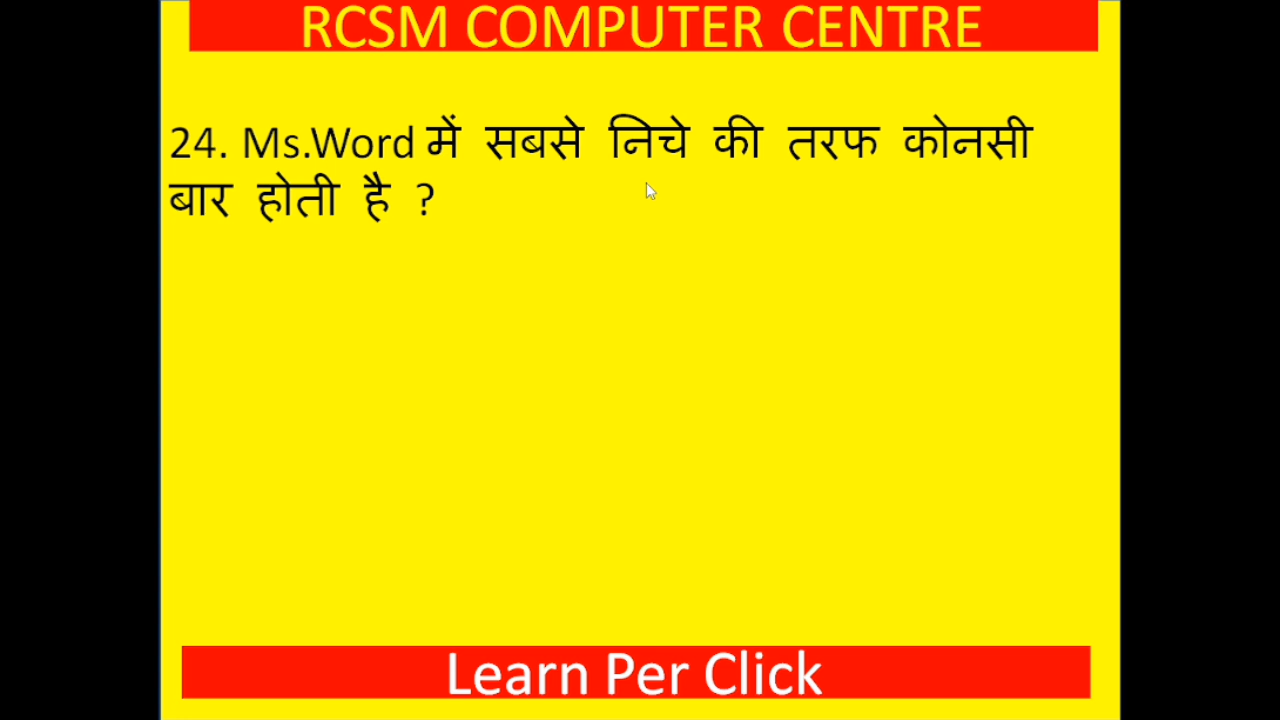 RCSM COMPUTER CENTRE
24. Ms.Word में सबसे निचे की तरफ कोनसी
बार होती है ?
Learn Per Click